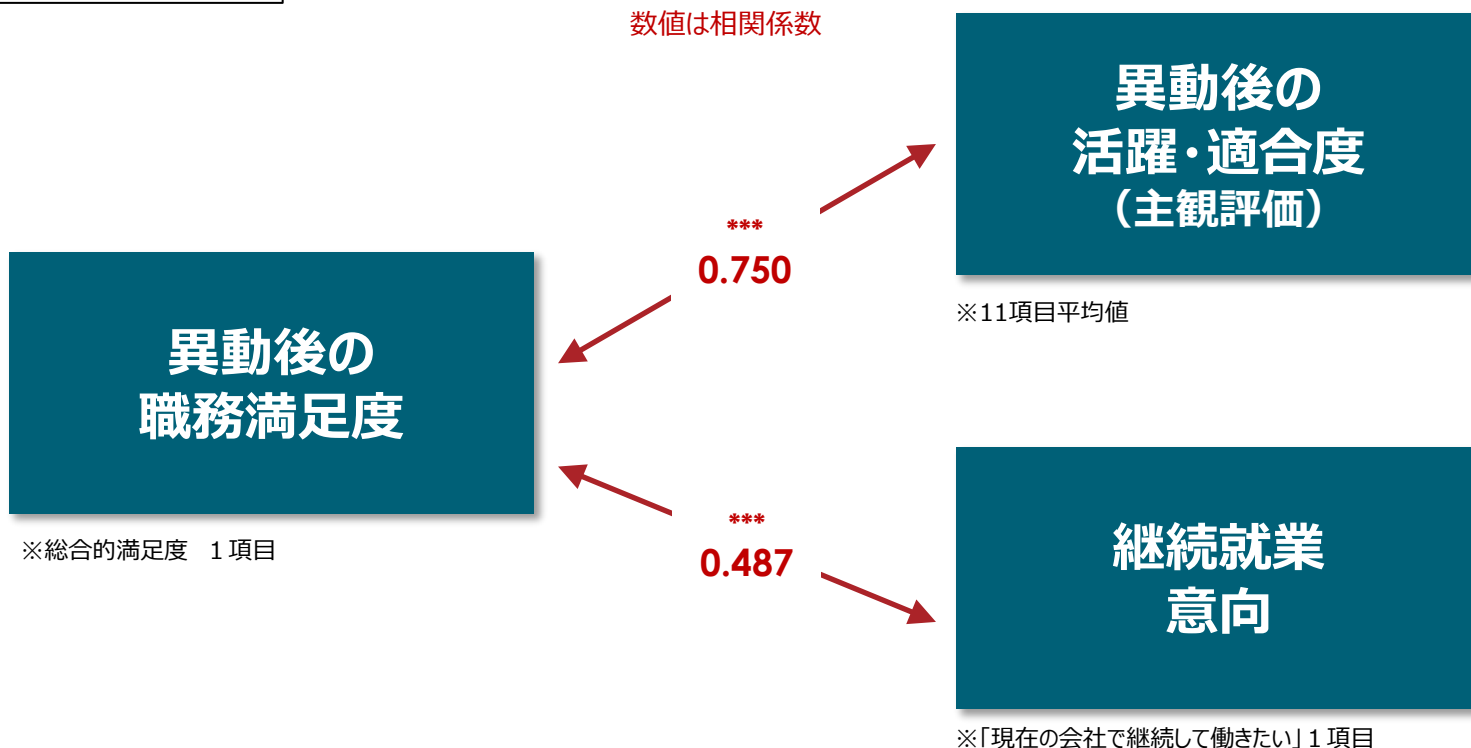 数値は相関係数
異動後の
活躍・適合度
（主観評価）
※11項目平均値
***
0.750
異動後の
職務満足度
※総合的満足度　１項目
***
0.487
継続就業
意向
※「現在の会社で継続して働きたい」１項目